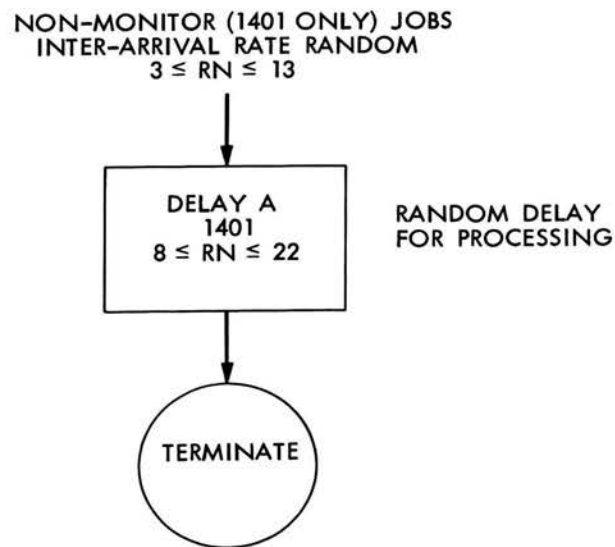 NON-MONITOR (1401 ONLY) JOBS
INTER-ARRIVAL RATE RANDOM
3 ≤ RN ≤ 13
DELAY A
1401
8 ≤ RN ≤ 22
RANDOM DELAY
FOR PROCESSING
TERMINATE